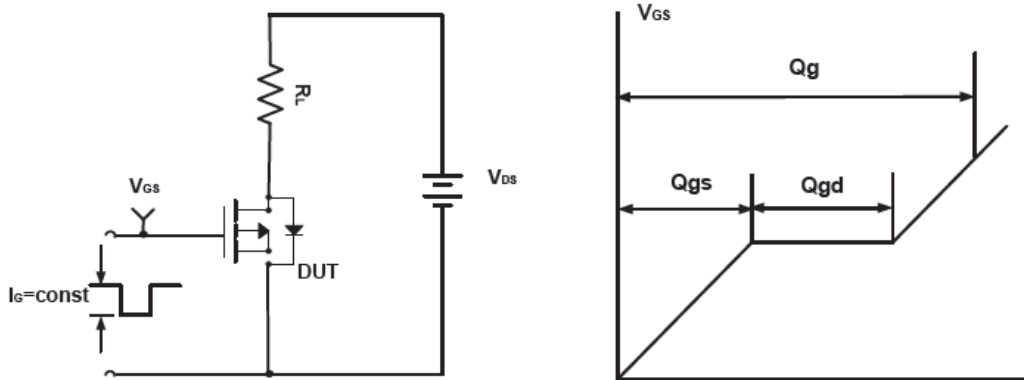 VGS
Qg
RL
VGS
VDS
Qgs
Qgd
DUT
IG=const